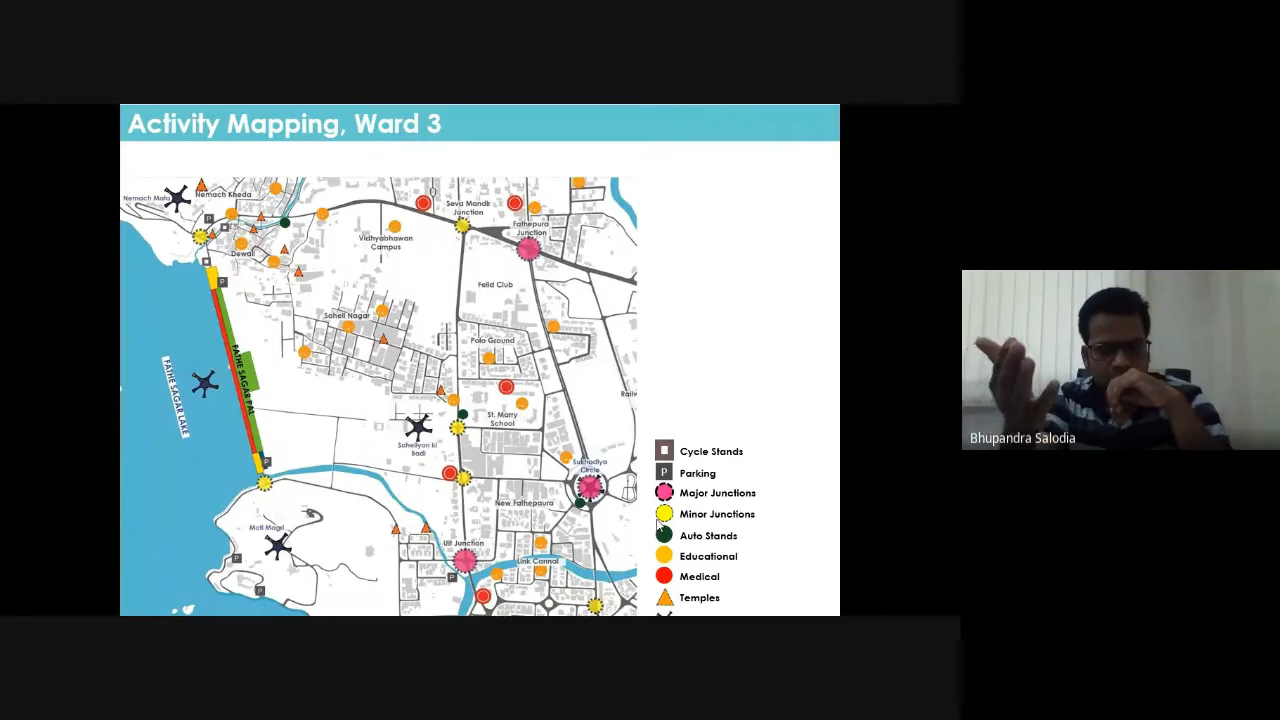 Activity Mapping, Ward 3
Nemach Mata
Nemach Kheda
Dewali
Vidhyabhawan
Campus
Seva Mandir
Junction
Fathepura
Junction
Feild Club
Saheli Nagar
Polo Ground
FATHE SAGAR LAKE
FATHE SAGAR PAL
St. Marry
School
Saheliyon ki
Badi
Sukhadiya
Circle
New Fathepaura
Moti Magri
Uit Junction
Link Cannal
P
P
P
P
P
P
Cycle Stands
P Parking
Major Junctions
Minor Junctions
Auto Stands
Educational
Medical
Temples
Bhupandra Salodia